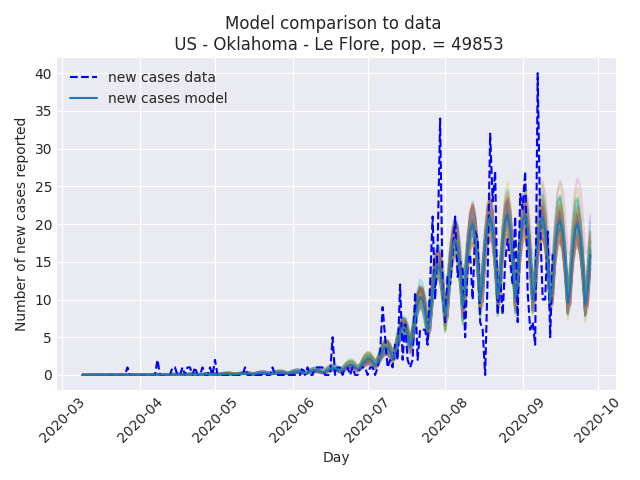 Model comparison to data
US - Oklahoma - Le Flore, pop. = 49853
new cases data
new cases model
Number of new cases reported
40
35
30
25
20
15
10
5
0
2020-03
2020-04
2020-05
2020-06
2020-07
2020-08
2020-09
2020-10
Day